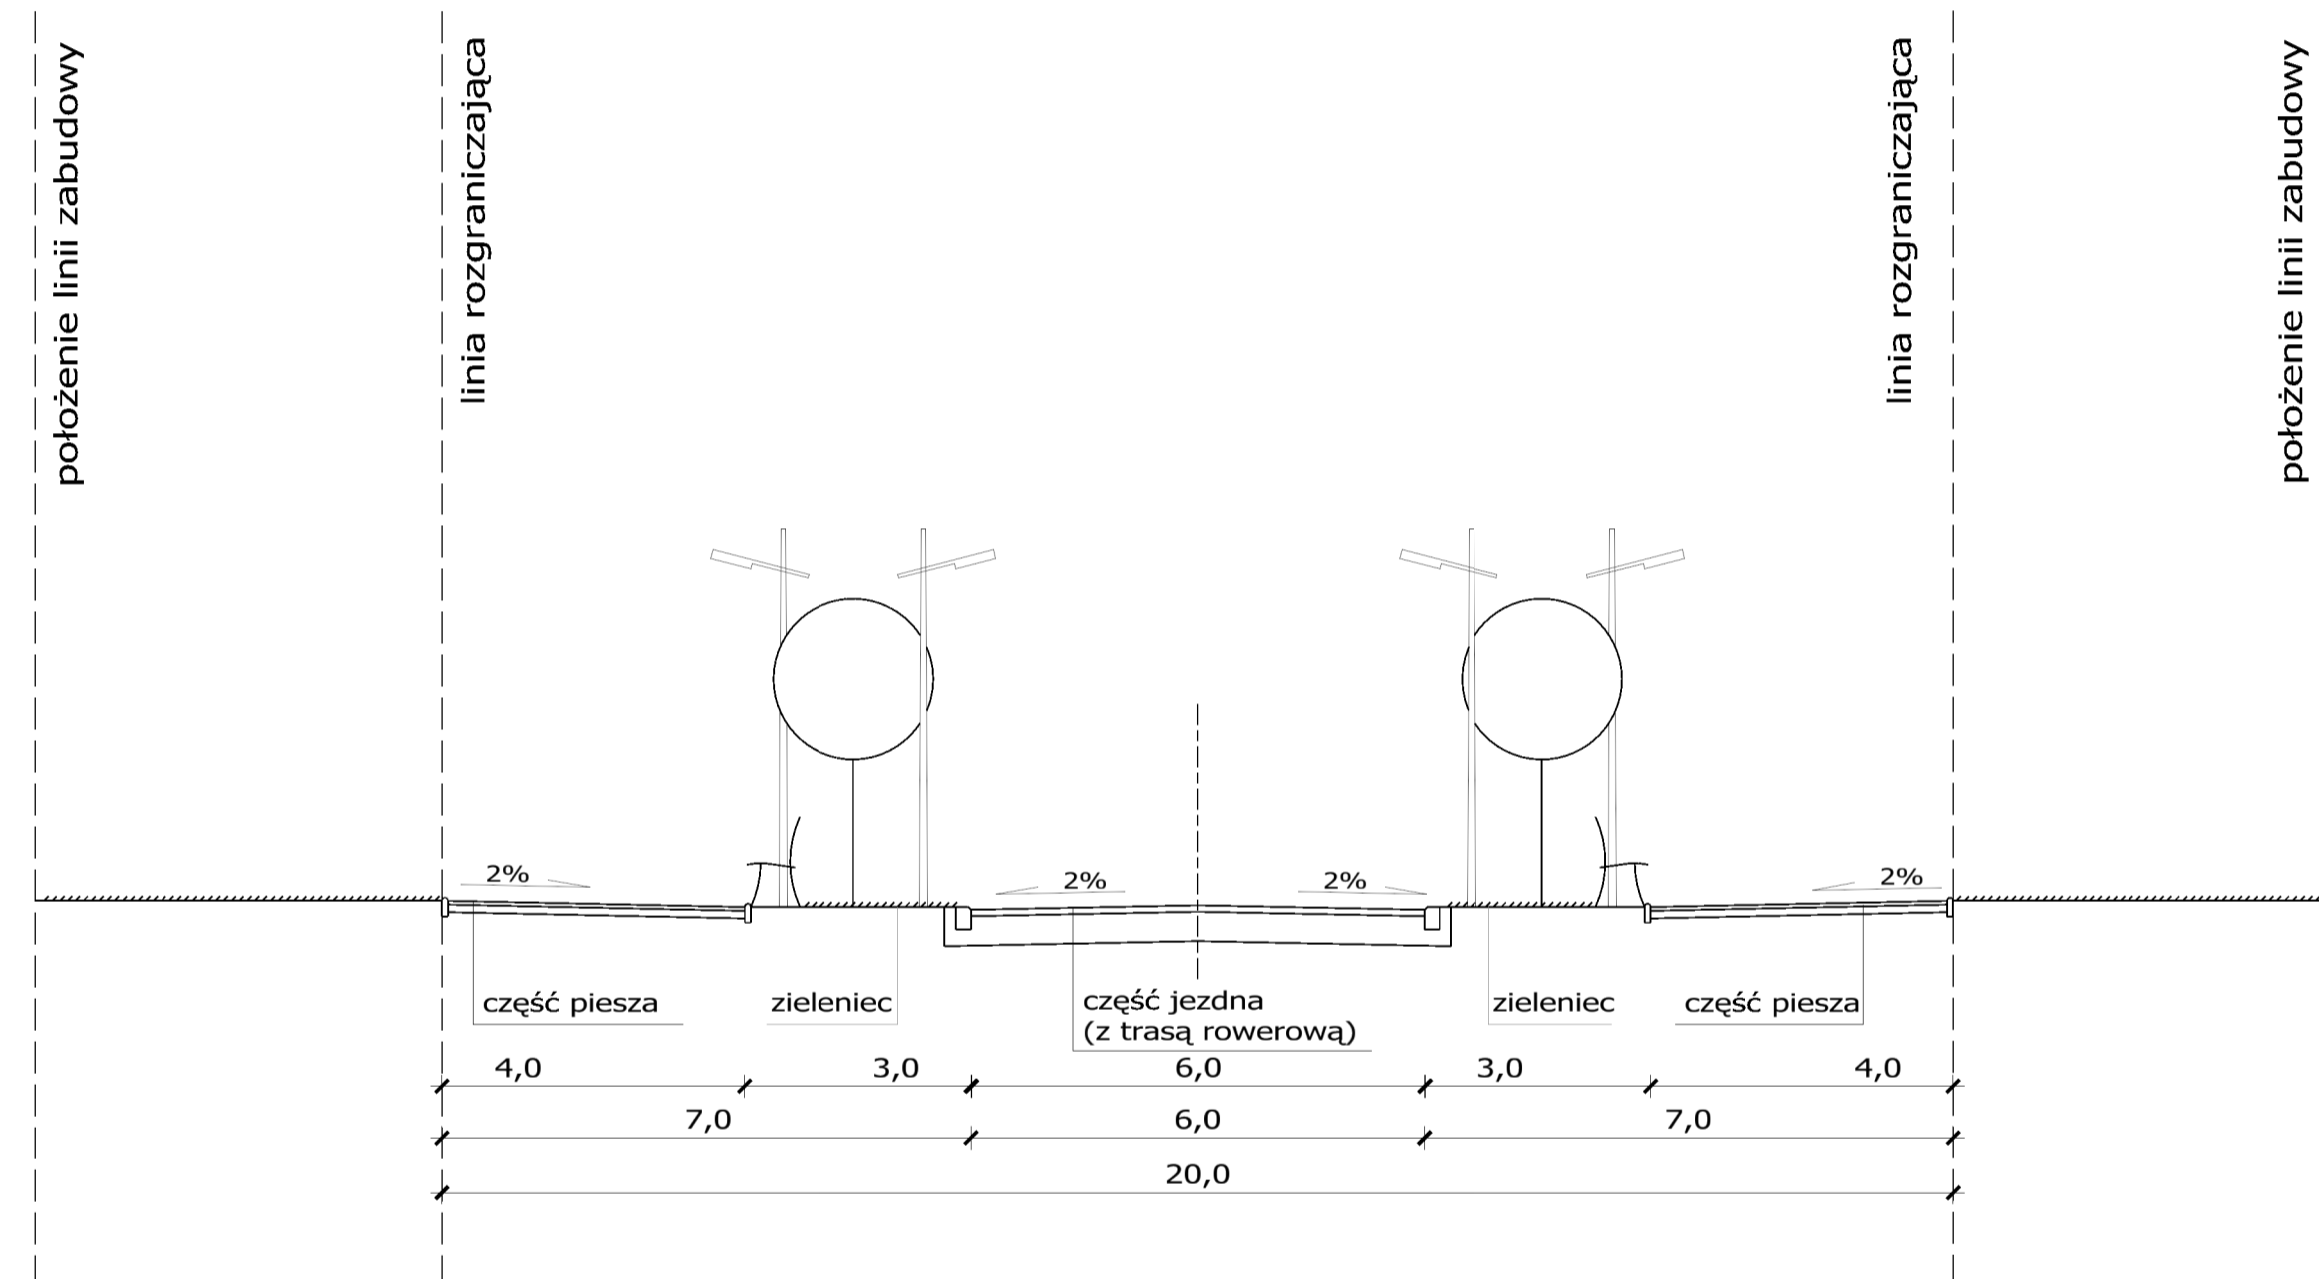 położenie linii zabudowy
linia rozgraniczająca
linia rozgraniczająca
położenie linii zabudowy
2%
2%
2%
2%
część piesza
zieleniec
część jezdna
(z trasą rowerową)
zieleniec
część piesza
4,0
3,0
6,0
3,0
4,0
7,0
6,0
7,0
20,0